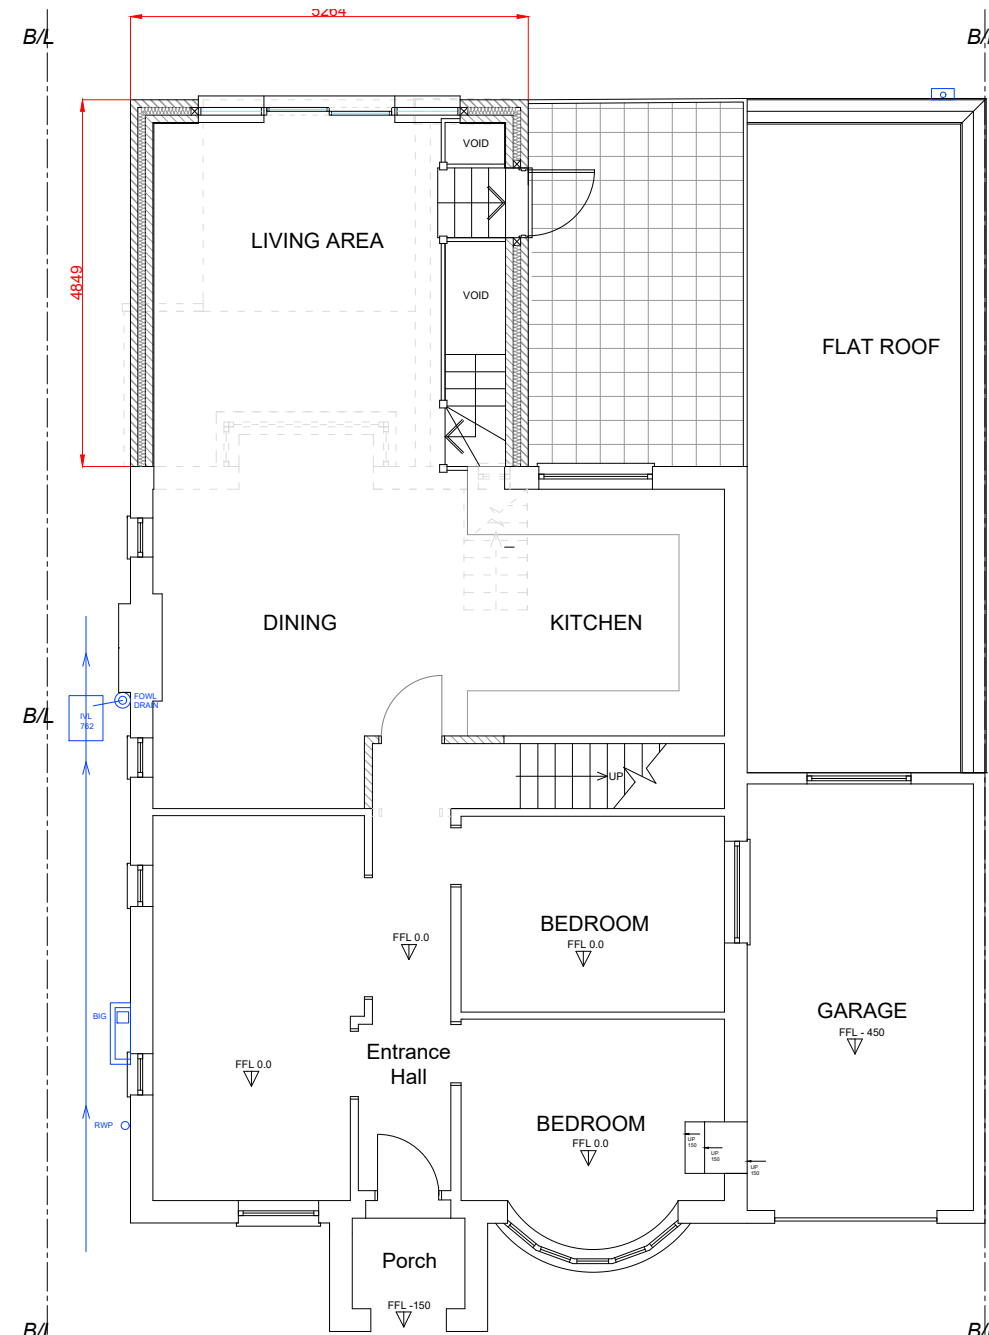 5264
B/L
VOID
LIVING AREA
4849
VOID
FLAT ROOF
DINING
KITCHEN
FOWL
DRAIN
B/L
IVL
762
UP
BEDROOM
FFL 0.0
FFL 0.0
GARAGE
FFL - 450
BIG
Entrance
Hall
FFL 0.0
RWP
BEDROOM
FFL 0.0
UP
150
UP
150
UP
150
Porch
FFL -150